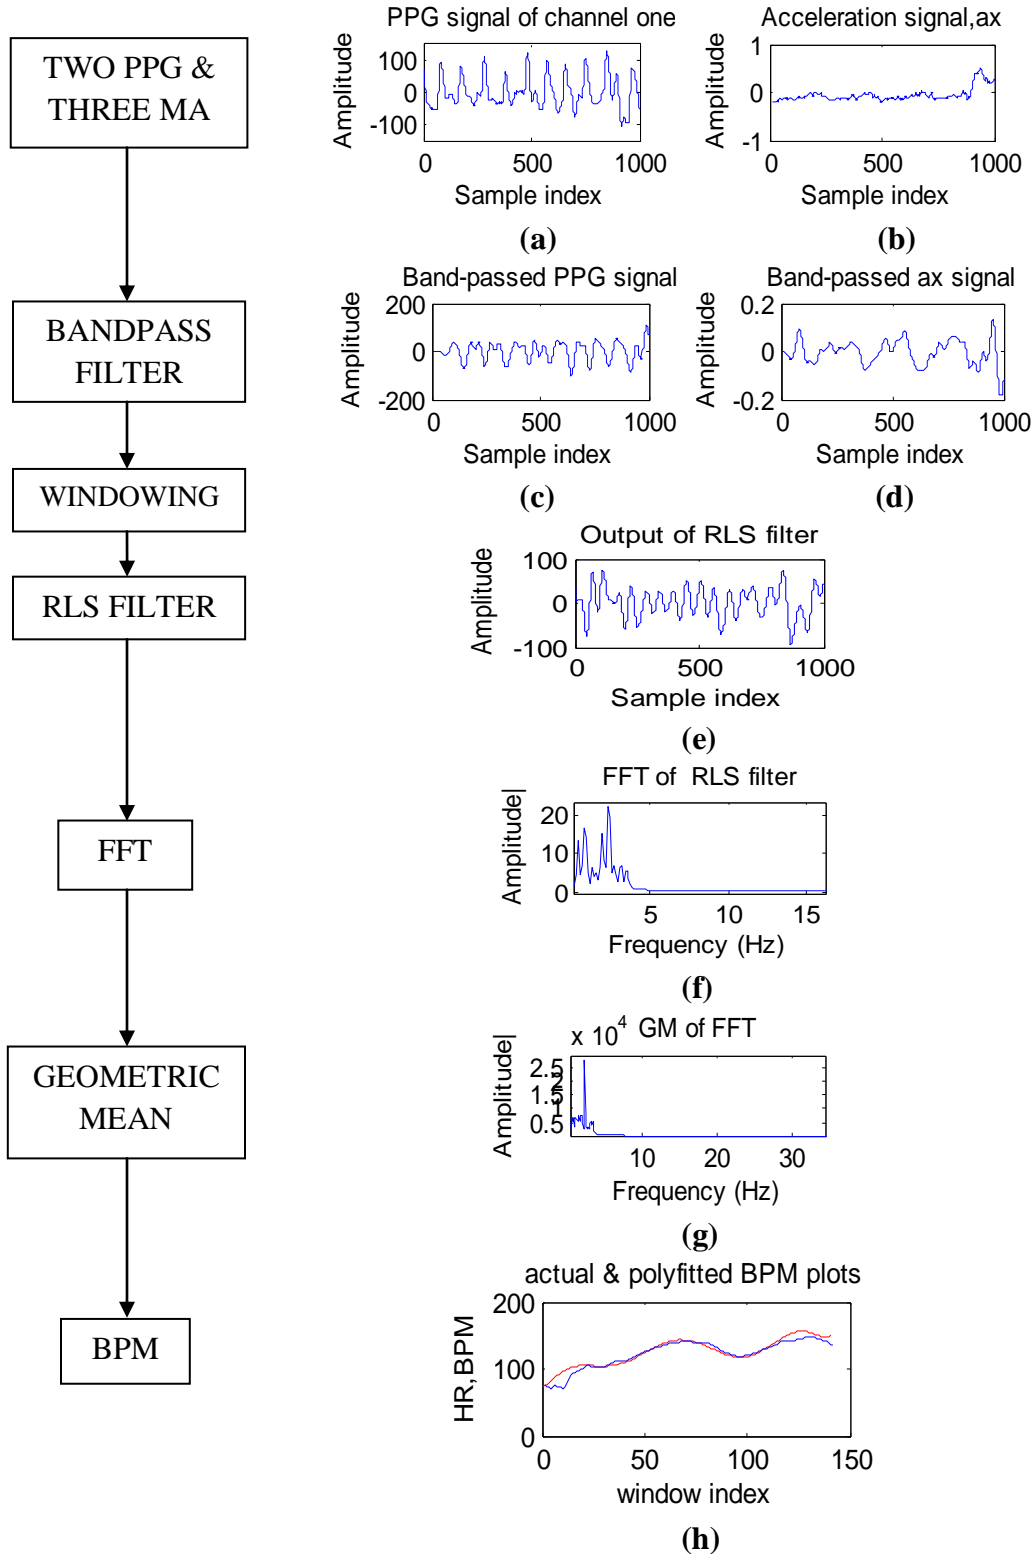 TWO PPG &
THREE MA
BANDPASS
FILTER
WINDOWING
RLS FILTER
FFT
GEOMETRIC
MEAN
BPM
PPG signal of channel one
Amplitude
100
0
-100
0 500 1000
Sample index
(a)
Acceleration signal,ax
Amplitude
1
0
-1
0 500 1000
Sample index
(b)
Band-passed PPG signal
Amplitude
200
0
-200
0 500 1000
Sample index
(c)
Band-passed ax signal
Amplitude
0.2
0
-0.2
0 500 1000
Sample index
(d)
Output of RLS filter
Amplitude
100
0
-100
0 500 1000
Sample index
(e)
FFT of RLS filter
Amplitude|
20
10
0
5 10 15
Frequency (Hz)
(f)
x 10^4 GM of FFT
Amplitude|
2.5
2
1.5
1
0.5
10 20 30
Frequency (Hz)
(g)
actual & polyfitted BPM plots
HR,BPM
200
100
0
0 50 100 150
window index
(h)